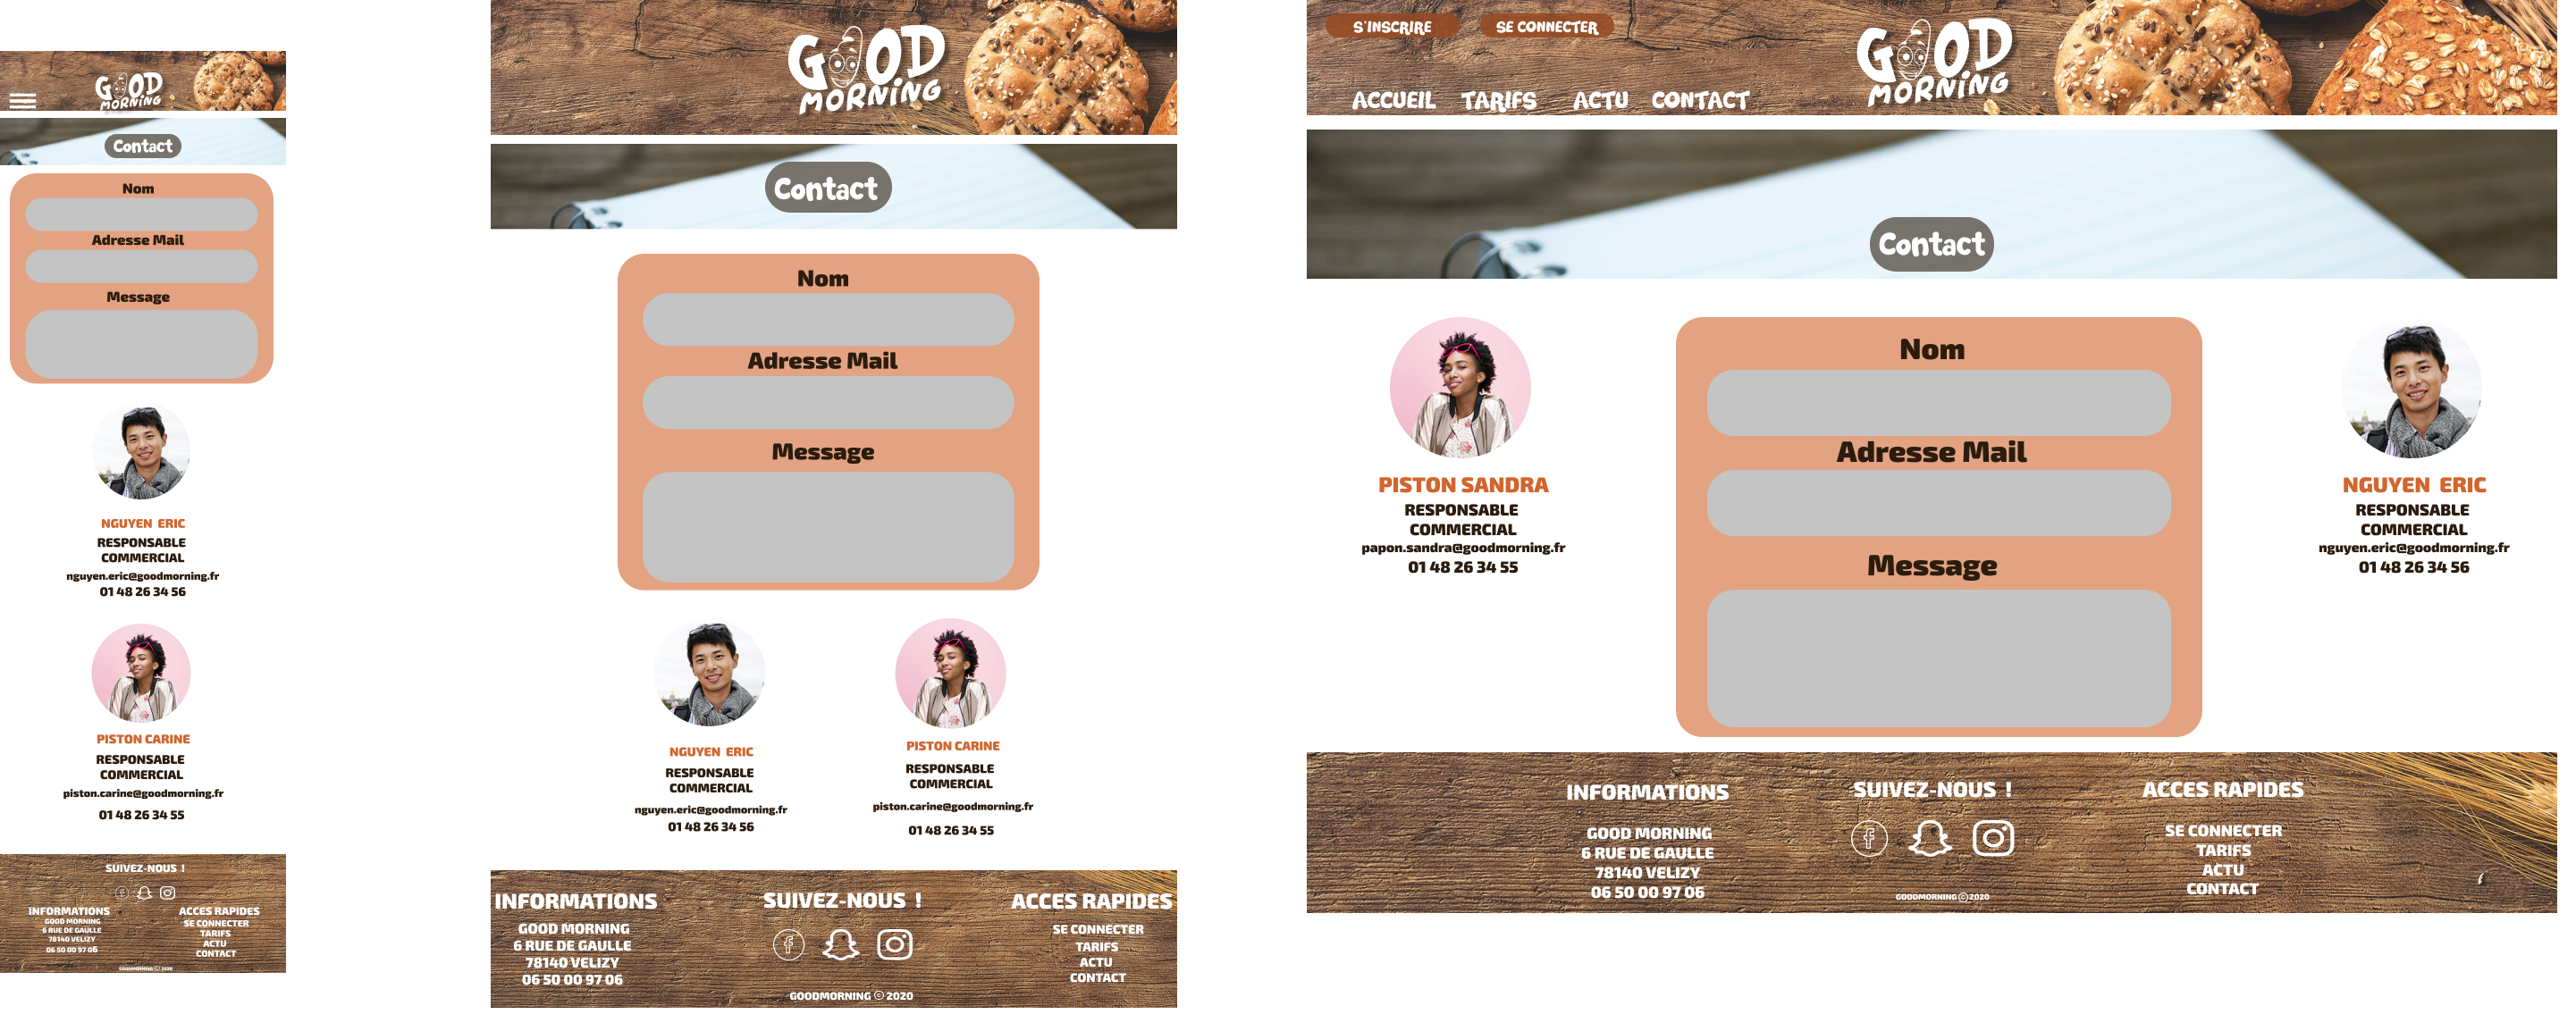 GOOD
MORNING
Contact
Nom
Adresse Mail
Message
NGUYEN ERIC
RESPONSABLE
COMMERCIAL
nguyen.eric@goodmorning.fr
01 48 26 34 56
PISTON CARINE
RESPONSABLE
COMMERCIAL
piston.carine@goodmorning.fr
01 48 26 34 55
SUIVEZ-NOUS !
INFORMATIONS
GOOD MORNING
6 RUE DE GAULLE
78140 VELIZY
06 50 00 97 06
ACCES RAPIDES
SE CONNECTER
TARIFS
ACTU
CONTACT
GOODMORNING © 2020
GOOD
MORNING
Contact
Nom
Adresse Mail
Message
NGUYEN ERIC
RESPONSABLE
COMMERCIAL
nguyen.eric@goodmorning.fr
01 48 26 34 56
PISTON CARINE
RESPONSABLE
COMMERCIAL
piston.carine@goodmorning.fr
01 48 26 34 55
INFORMATIONS
GOOD MORNING
6 RUE DE GAULLE
78140 VELIZY
06 50 00 97 06
SUIVEZ-NOUS !
GOODMORNING © 2020
ACCES RAPIDES
SE CONNECTER
TARIFS
ACTU
CONTACT
S'INSCRIRE
SE CONNECTER
ACCUEIL TARIFS ACTU CONTACT
GOOD
MORNING
Contact
PISTON SANDRA
RESPONSABLE
COMMERCIAL
papon.sandra@goodmorning.fr
01 48 26 34 55
Nom
Adresse Mail
Message
NGUYEN ERIC
RESPONSABLE
COMMERCIAL
nguyen.eric@goodmorning.fr
01 48 26 34 56
INFORMATIONS
GOOD MORNING
6 RUE DE GAULLE
78140 VELIZY
06 50 00 97 06
SUIVEZ-NOUS !
GOODMORNING © 2020
ACCES RAPIDES
SE CONNECTER
TARIFS
ACTU
CONTACT